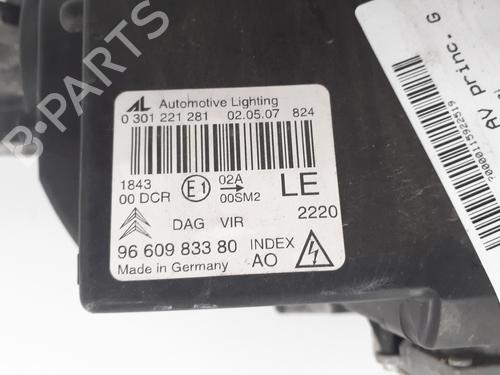 AL Automotive Lighting
0 301 221 281 02.05.07 824
1843
00 DCR
E1
02A
00SM2
LE
DAG VIR
2220
96 609 833 80
INDEX
AO
Made in Germany
AV princ. G
B-PARTS